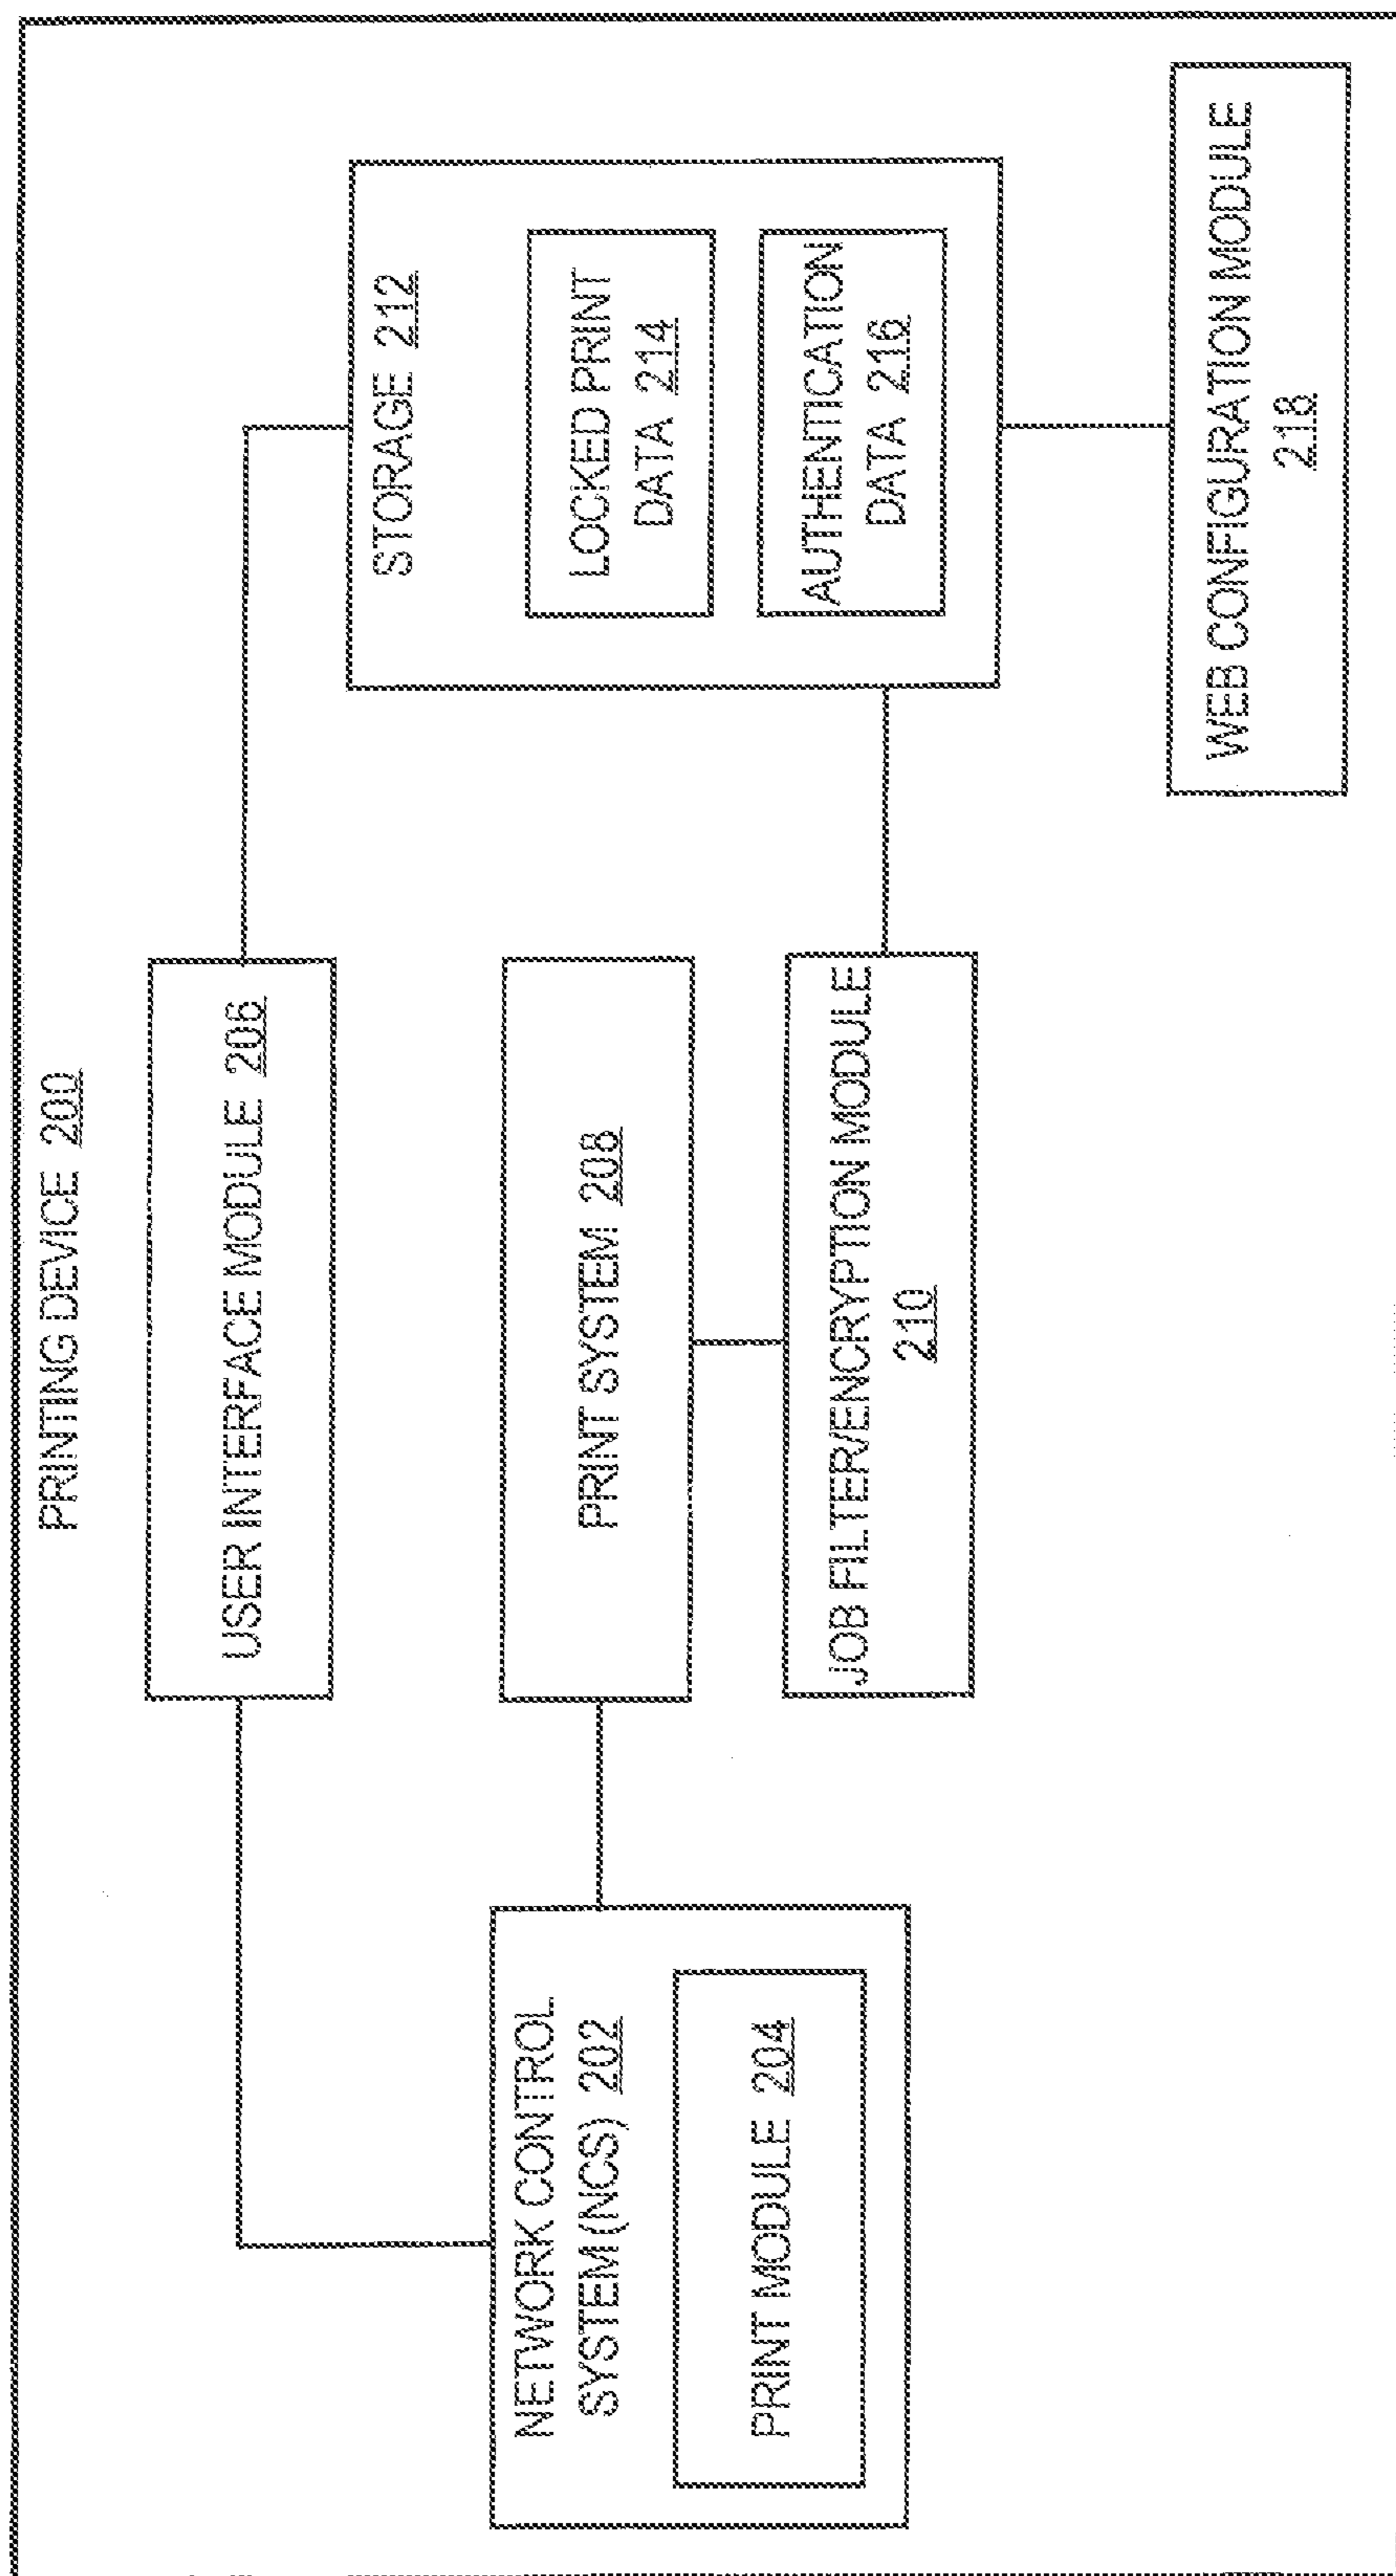 PRINTING DEVICE 200
USER INTERFACE MODULE 206
NETWORK CONTROL
SYSTEM (NCS) 202
PRINT MODULE 204
PRINT SYSTEM 208
JOB FILTER/ENCRYPTION MODULE
210
STORAGE 212
LOCKED PRINT
DATA 214
AUTHENTICATION
DATA 216
WEB CONFIGURATION MODULE
218